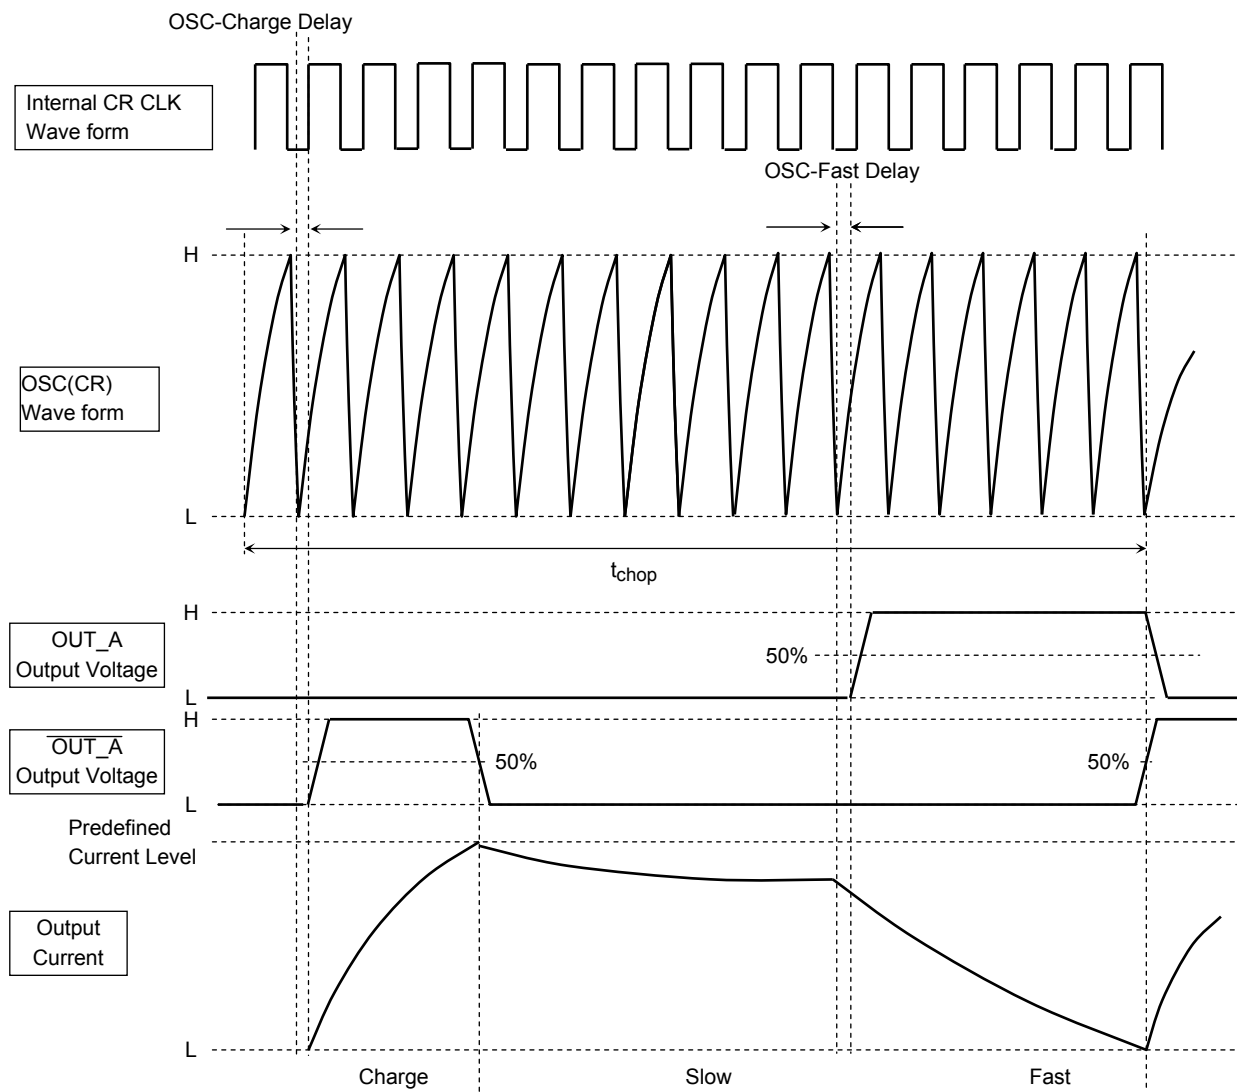 OSC-Charge Delay
Internal CR CLK
Wave form
OSC-Fast Delay
H
OSC(CR)
Wave form
L
tchop
H
OUT_A
Output Voltage
50%
L
H
OUT_A
Output Voltage
50%
50%
L
Predefined
Current Level
Output
Current
L
Charge
Slow
Fast